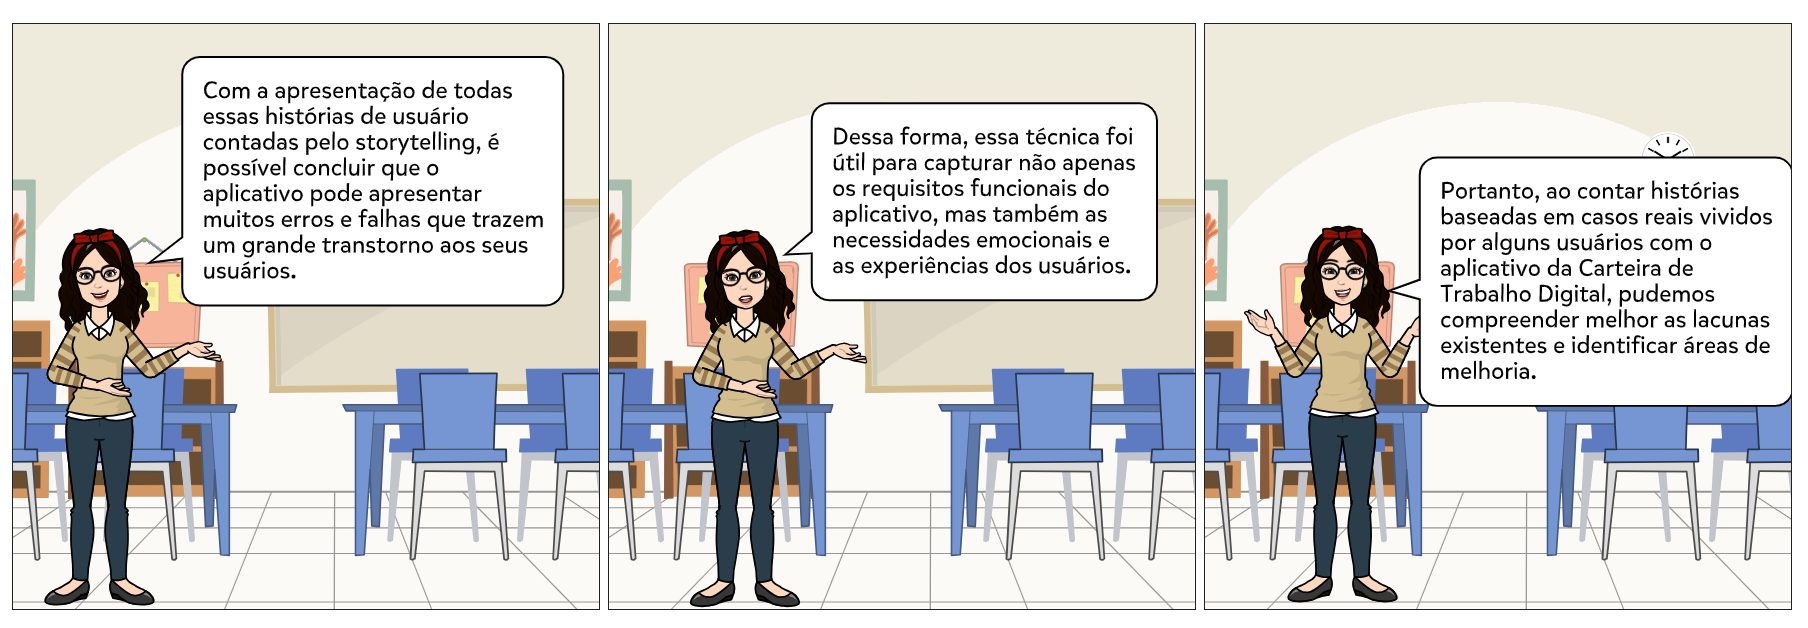 Com a apresentação de todas
essas histórias de usuário
contadas pelo storytelling, é
possível concluir que o
aplicativo pode apresentar
muitos erros e falhas que trazem
um grande transtorno aos seus
usuários.
Dessa forma, essa técnica foi
útil para capturar não apenas
os requisitos funcionais do
aplicativo, mas também as
necessidades emocionais e
as experiências dos usuários.
Portanto, ao contar histórias
baseadas em casos reais vividos
por alguns usuários com o
aplicativo da Carteira de
Trabalho Digital, pudemos
compreender melhor as lacunas
existentes e identificar áreas de
melhoria.